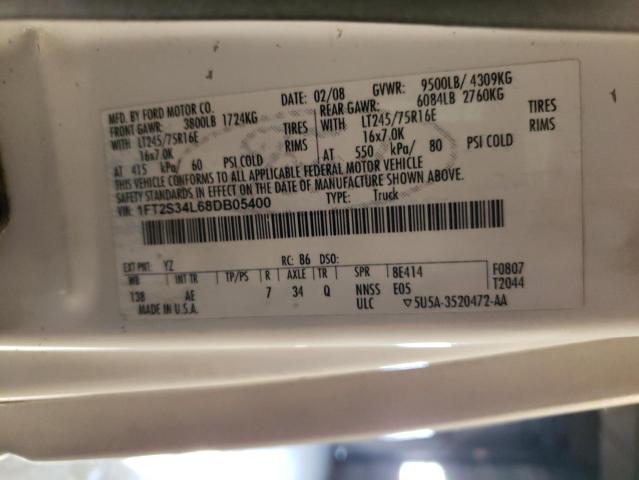 MFD. BY FORD MOTOR CO.
DATE: 02/08 GVWR: 9500LB/ 4309KG
FRONT GAWR: 3800LB 1724KG
REAR GAWR: 6084LB 2760KG
WITH LT245/75R16E TIRES
WITH LT245/75R16E TIRES
16x7.0K RIMS
16x7.0K RIMS
AT 415 kPa/ 60 PSI COLD
AT 550 kPa/ 80 PSI COLD
THIS VEHICLE CONFORMS TO ALL APPLICABLE FEDERAL MOTOR VEHICLE
SAFETY STANDARDS IN EFFECT ON THE DATE OF MANUFACTURE SHOWN ABOVE.
VIN: 1FT2S34L68DB05400 TYPE: Truck
EXT PNT: YZ RC: 86 DSO:
WB INT TR TP/PS R AXLE TR SPR 8E414 F0807
138 AE 7 34 Q NNSS E05 T2044
MADE IN U.S.A. ULC ▽5U5A-3520472-AA